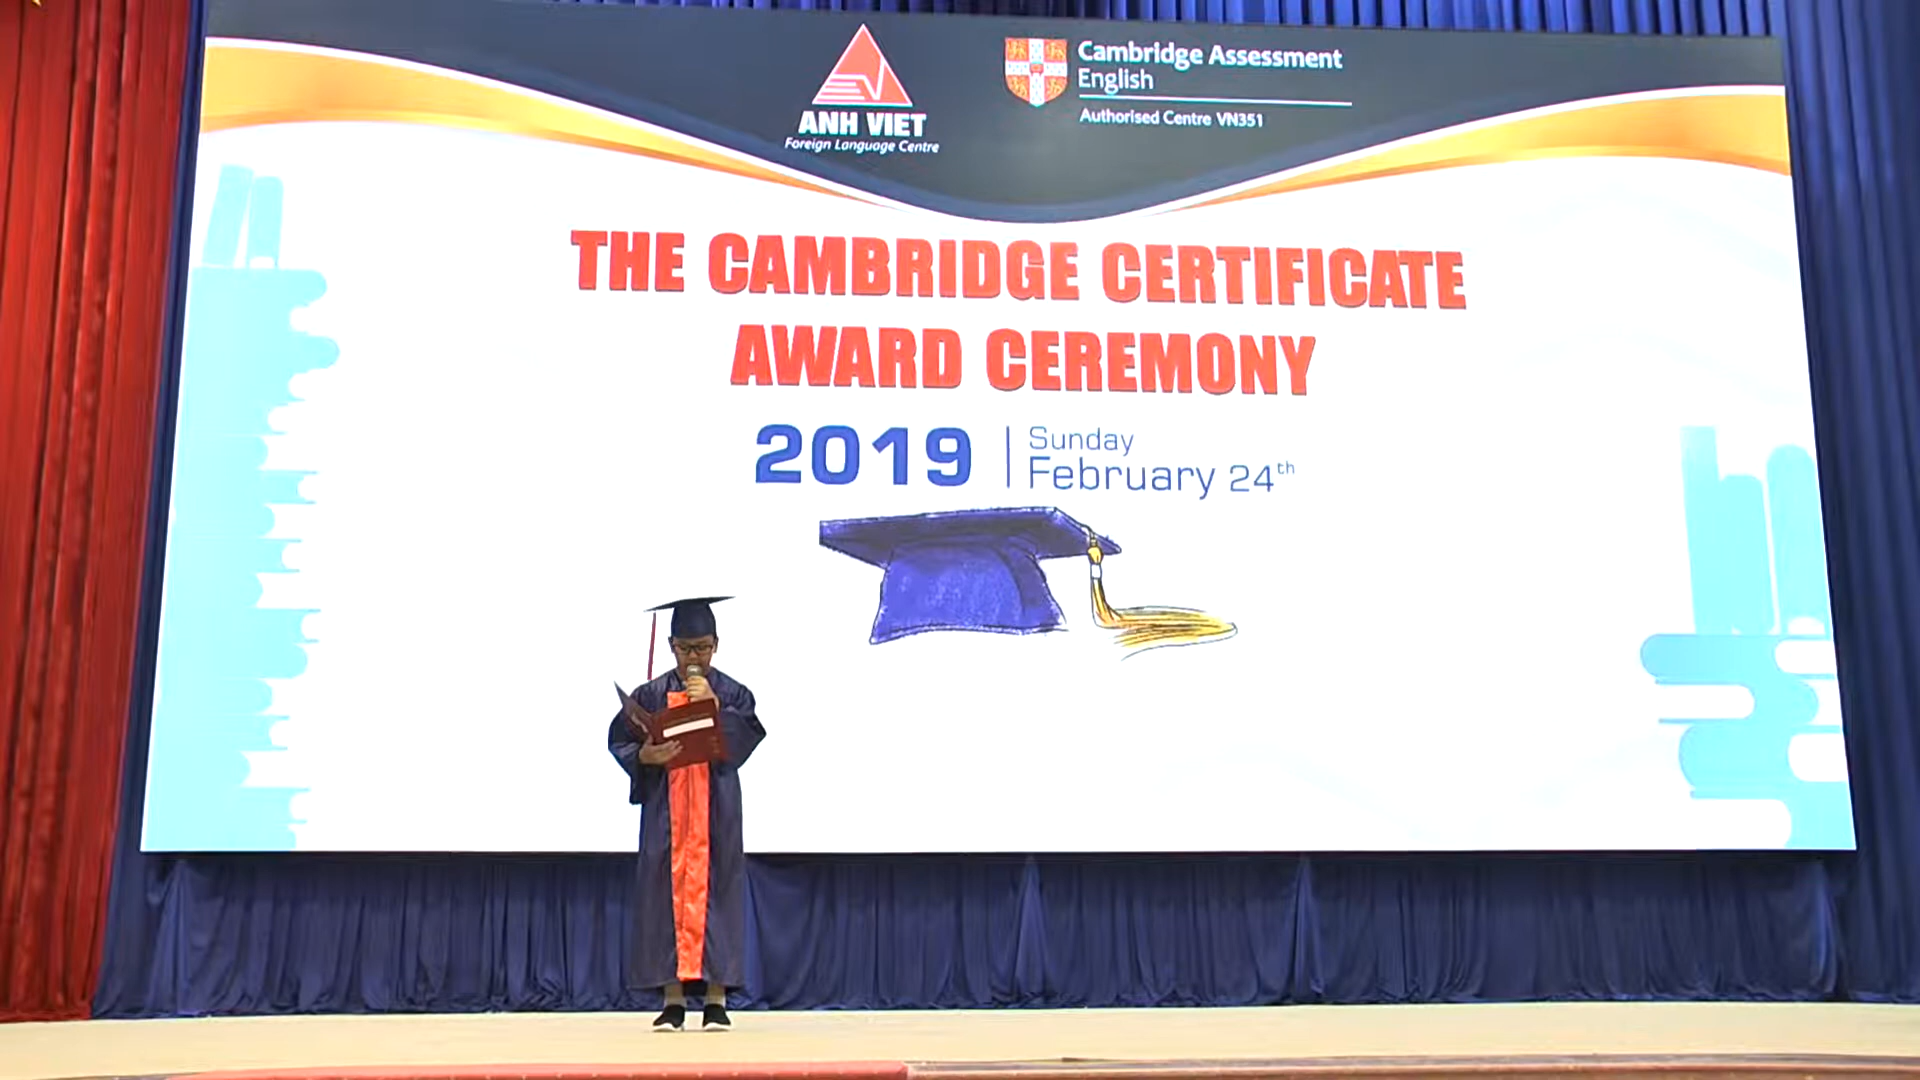 ANH VIET
Foreign Language Centre
Cambridge Assessment
English
Authorised Centre VN351
THE CAMBRIDGE CERTIFICATE
AWARD CEREMONY
2019
Sunday
February 24th